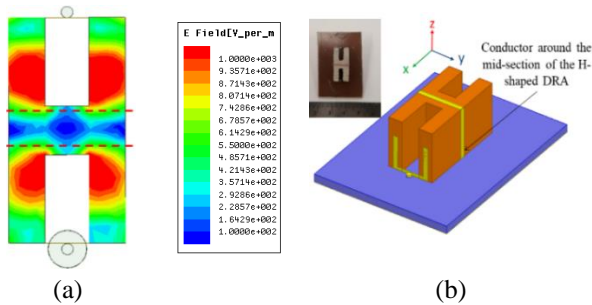 E Field[V_per_m
1.0000e+003
9.3571e+002
8.7143e+002
8.0714e+002
7.4286e+002
6.7857e+002
6.1429e+002
5.5000e+002
4.8571e+002
4.2143e+002
3.5714e+002
2.9286e+002
2.2857e+002
1.6429e+002
1.0000e+002
z
x
y
Conductor around the
mid-section of the H-
shaped DRA
(a)
(b)